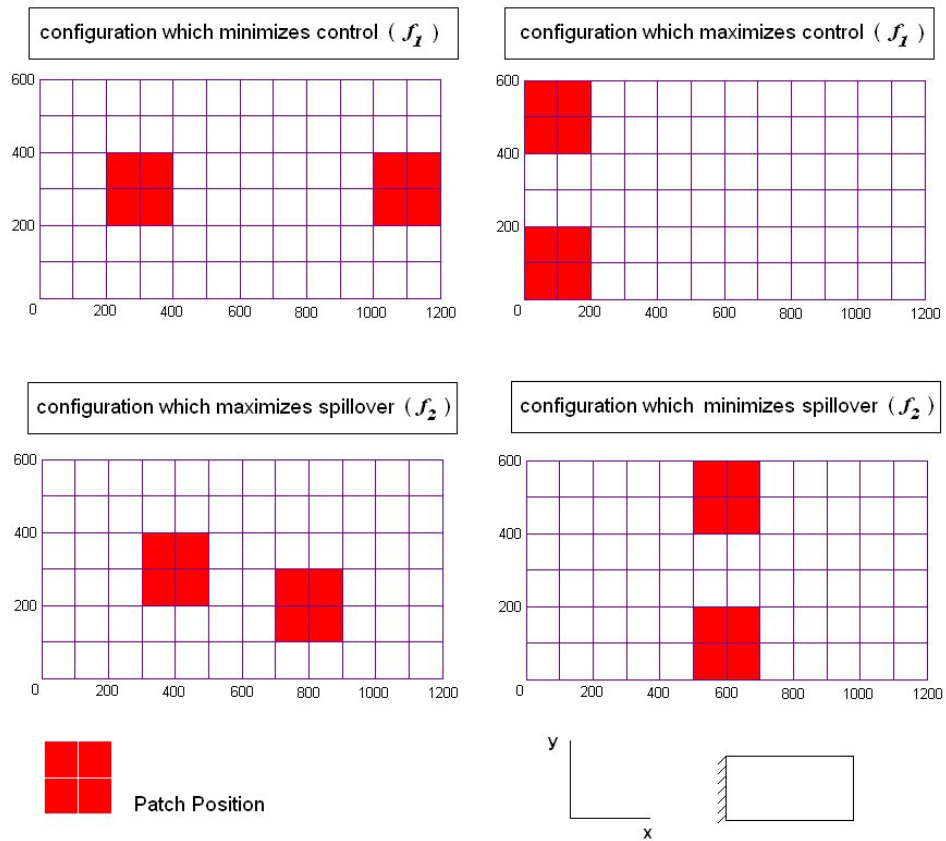 configuration which minimizes control ( f1 )
configuration which maximizes control ( f1 )
600
400
200
0 200 400 600 800 1000 1200
600
400
200
0 200 400 600 800 1000 1200
configuration which maximizes spillover ( f2 )
configuration which minimizes spillover ( f2 )
600
400
200
0 200 400 600 800 1000 1200
600
400
200
0 200 400 600 800 1000 1200
Patch Position
y
x